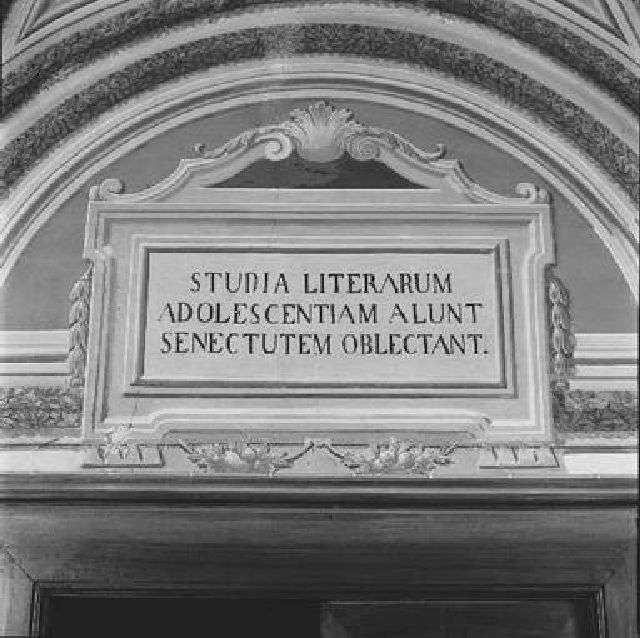 STUDIA LITERARUM
ADOLESCENTIAM ALUNT
SENECTUTEM OBLECTANT.